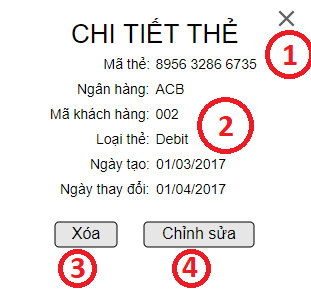 CHI TIẾT THẺ
1
Mã thẻ: 8956 3286 6735
Ngân hàng: ACB
Mã khách hàng: 002
2
Loại thẻ: Debit
Ngày tạo: 01/03/2017
Ngày thay đổi: 01/04/2017
Xóa
Chỉnh sửa
3
4